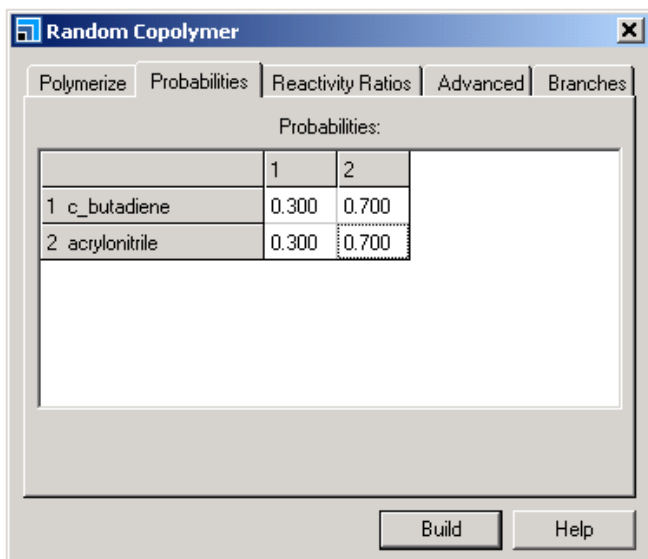 Random Copolymer
Polymerize Probabilities Reactivity Ratios Advanced Branches
Probabilities:
1 2
1 c_butadiene 0.300 0.700
2 acrylonitrile 0.300 0.700
Build Help